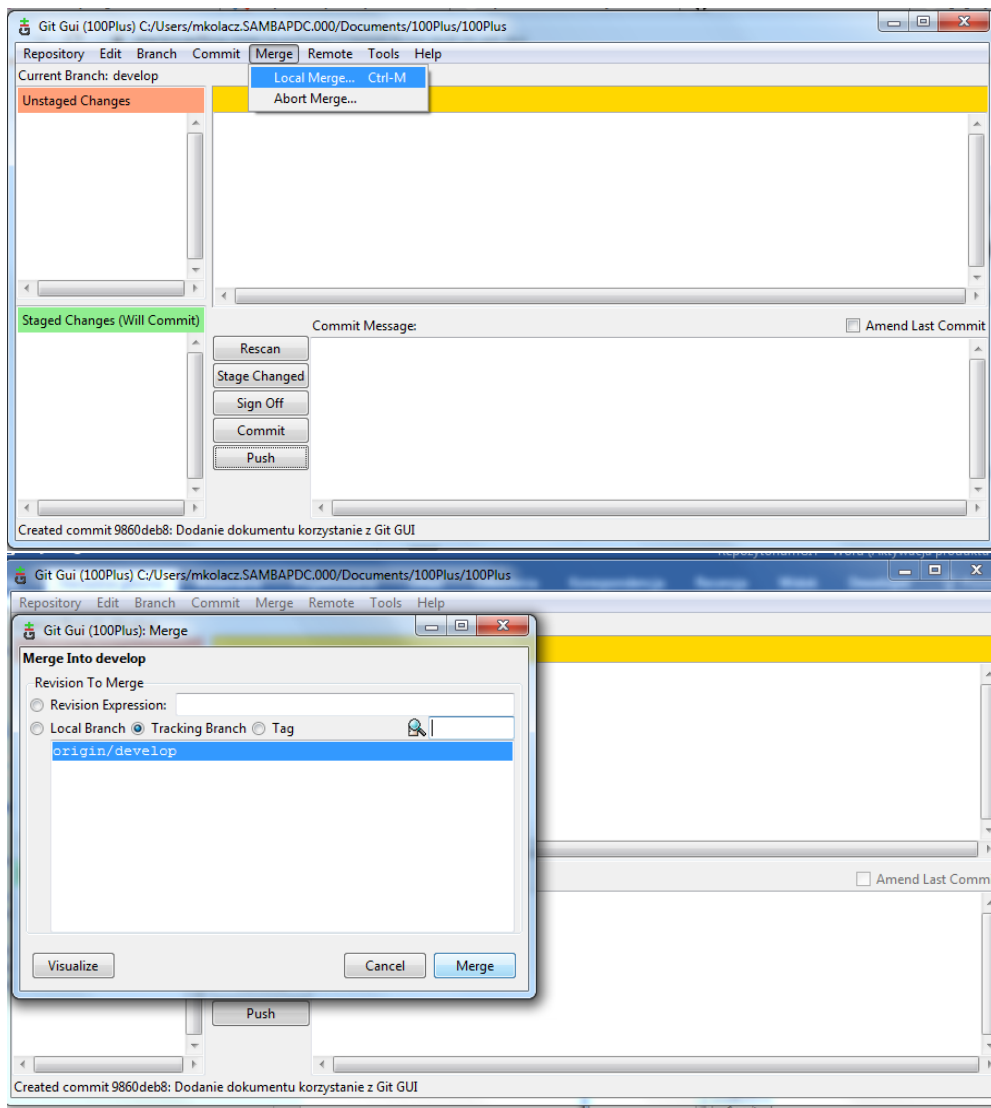 Git Gui (100Plus) C:/Users/mkolacz.SAMBAPDC.000/Documents/100Plus/100Plus
Repository Edit Branch Commit Merge Remote Tools Help
Current Branch: develop
Local Merge... Ctrl-M
Abort Merge...
Unstaged Changes
Staged Changes (Will Commit)
Commit Message:
Amend Last Commit
Rescan
Stage Changed
Sign Off
Commit
Push
Created commit 9860deb8: Dodanie dokumentu korzystanie z Git GUI
Git Gui (100Plus) C:/Users/mkolacz.SAMBAPDC.000/Documents/100Plus/100Plus
Repository Edit Branch Commit Merge Remote Tools Help
Git Gui (100Plus): Merge
Merge Into develop
Revision To Merge
Revision Expression:
Local Branch Tracking Branch Tag
origin/develop
Visualize
Cancel
Merge
Amend Last Comm
Push
Created commit 9860deb8: Dodanie dokumentu korzystanie z Git GUI